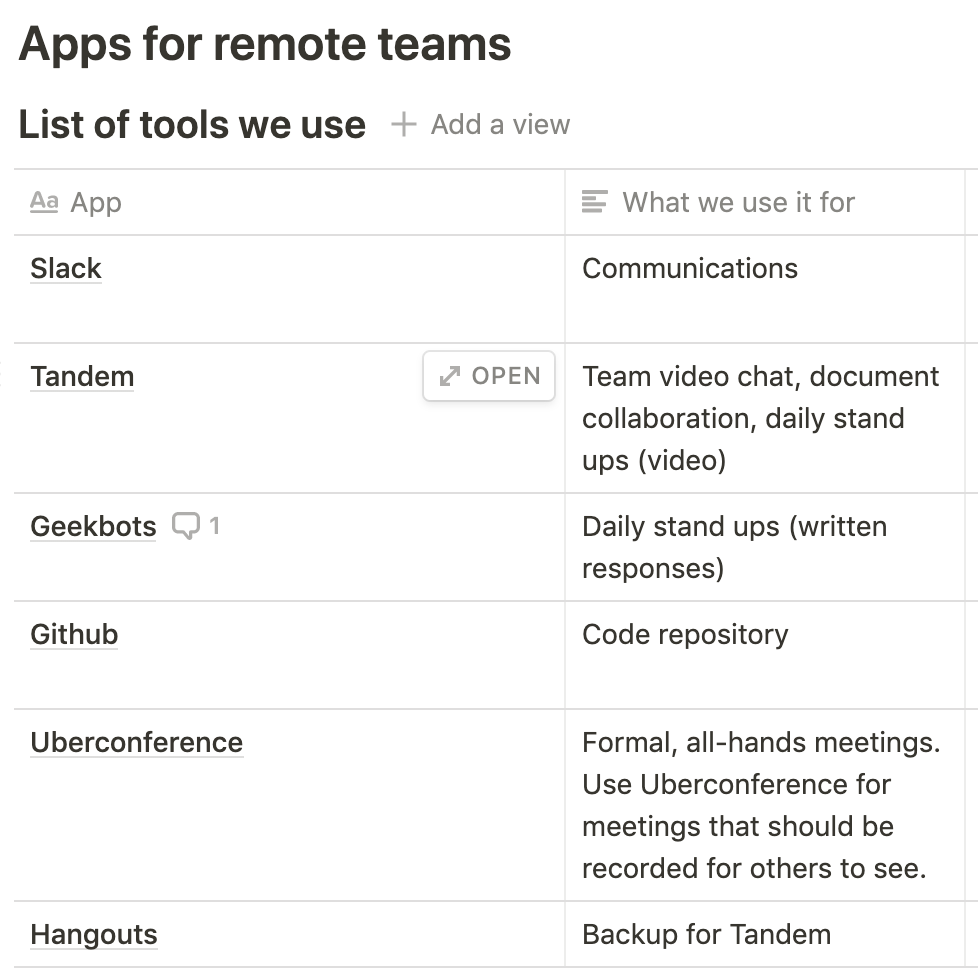 Apps for remote teams
List of tools we use + Add a view
Aa App
What we use it for
Slack
Communications
Tandem
OPEN
Team video chat, document
collaboration, daily stand
ups (video)
Geekbots 1
Daily stand ups (written
responses)
Github
Code repository
Uberconference
Formal, all-hands meetings.
Use Uberconference for
meetings that should be
recorded for others to see.
Hangouts
Backup for Tandem